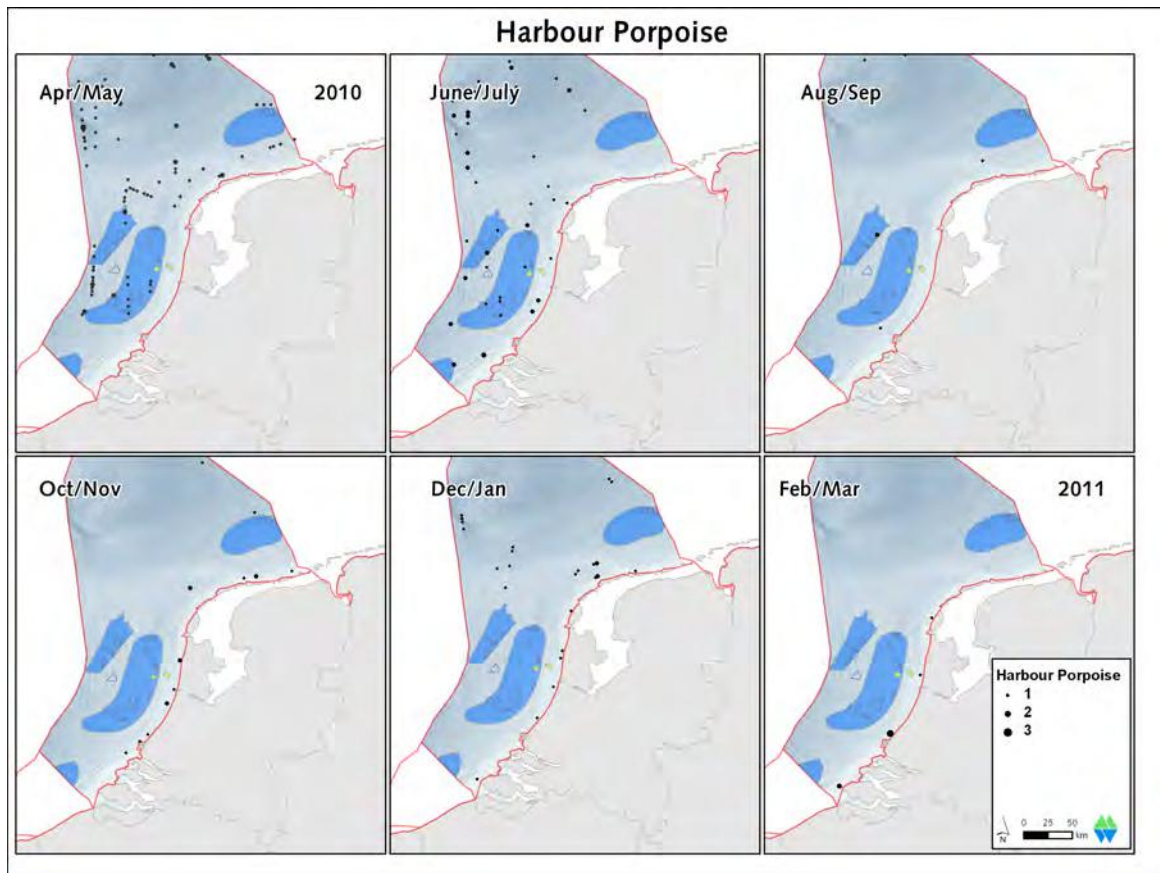 Harbour Porpoise
Apr/May 2010
June/July
Aug/Sep
Oct/Nov
Dec/Jan
Feb/Mar 2011
Harbour Porpoise
1
2
3
0 25 50
km
N